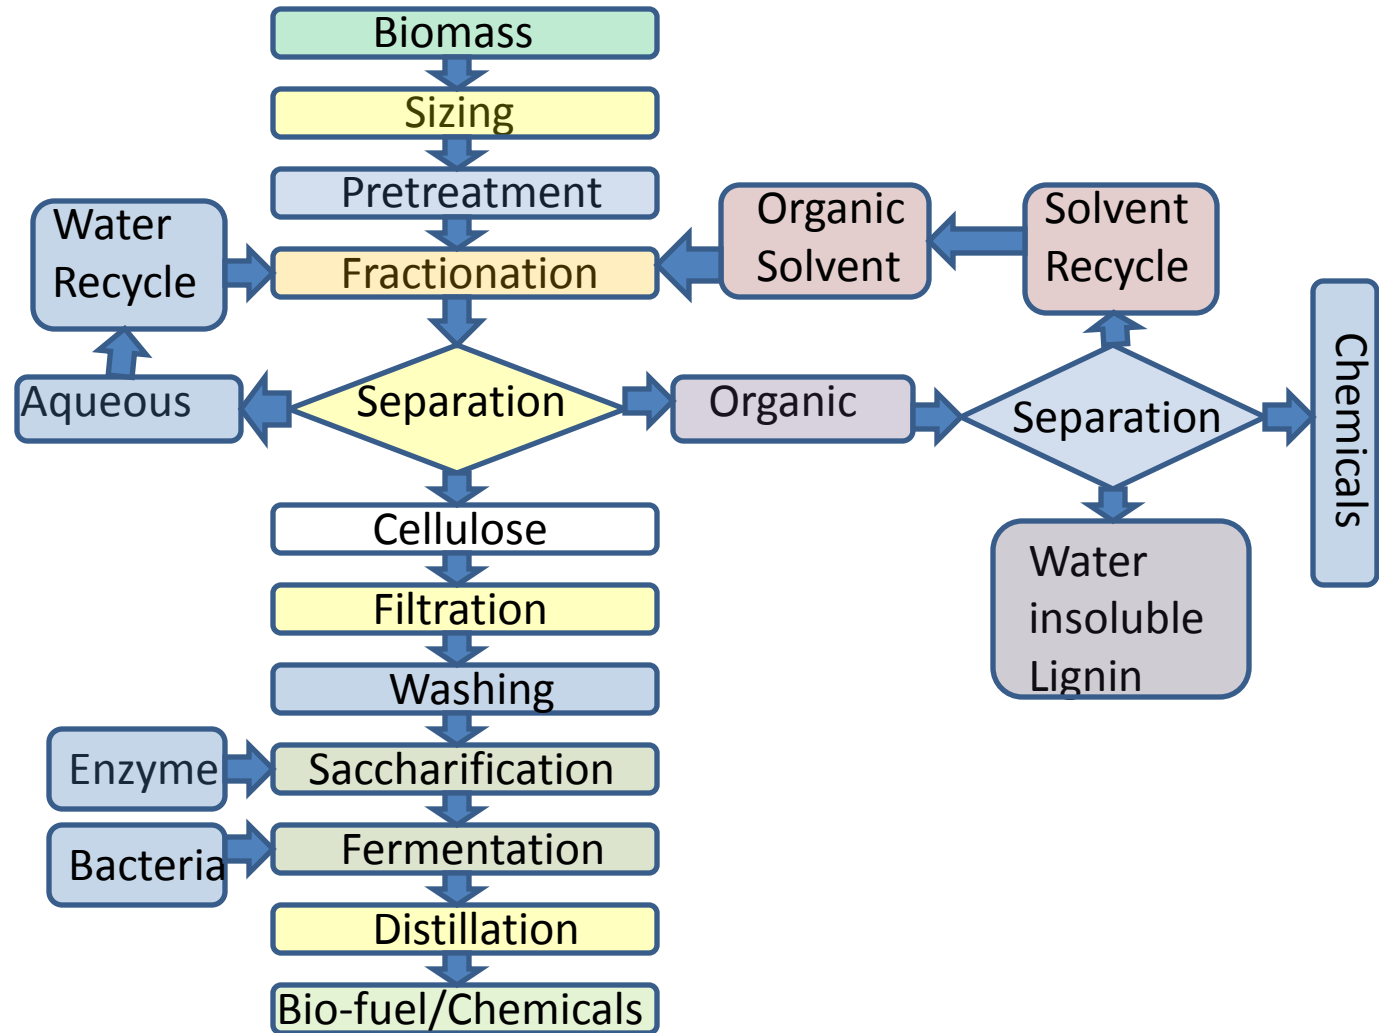 Biomass
Sizing
Pretreatment
Water
Recycle
Fractionation
Organic
Solvent
Solvent
Recycle
Aqueous
Separation
Organic
Separation
Chemicals
Cellulose
Water
insoluble
Lignin
Filtration
Washing
Enzyme
Saccharification
Bacteria
Fermentation
Distillation
Bio-fuel/Chemicals